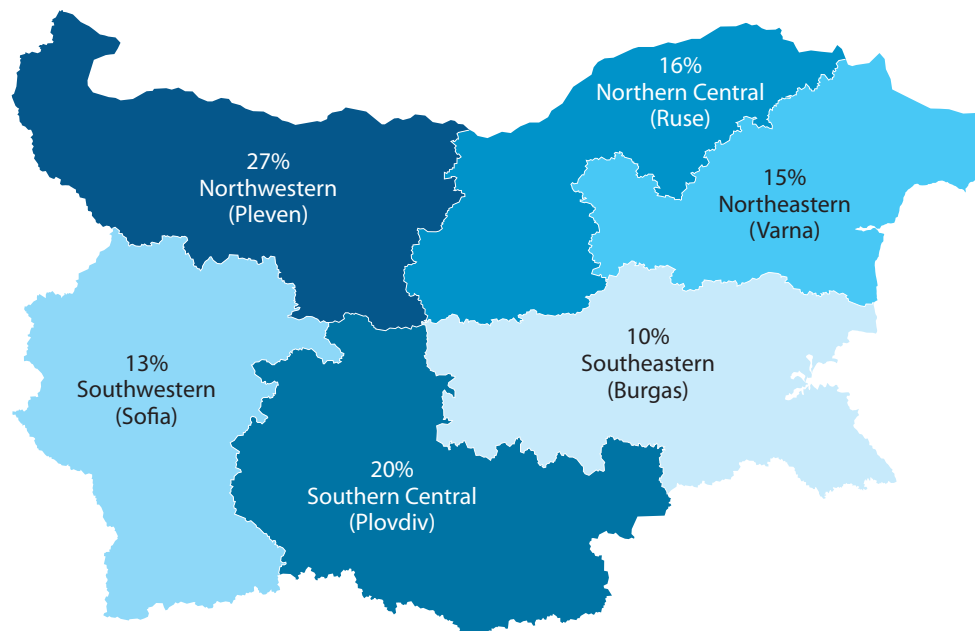 16%
Northern Central
(Ruse)
27%
Northwestern
(Pleven)
15%
Northeastern
(Varna)
13%
Southwestern
(Sofia)
10%
Southeastern
(Burgas)
20%
Southern Central
(Plovdiv)